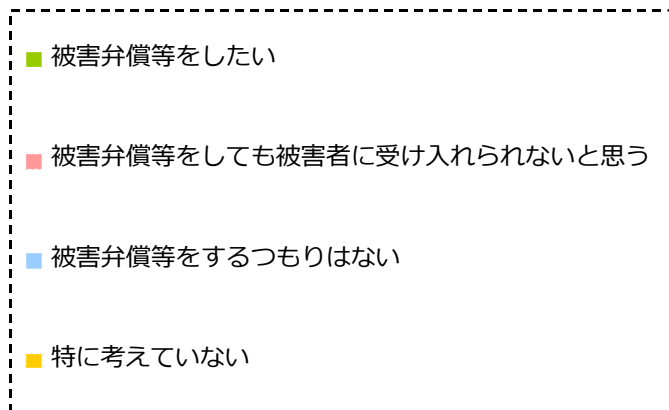 被害弁償等をしたい
被害弁償等をしても被害者に受け入れられないと思う
被害弁償等をするつもりはない
特に考えていない